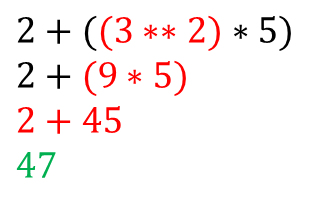 2 + ((3 ∗∗ 2) ∗ 5)
2 + (9 ∗ 5)
2 + 45
47